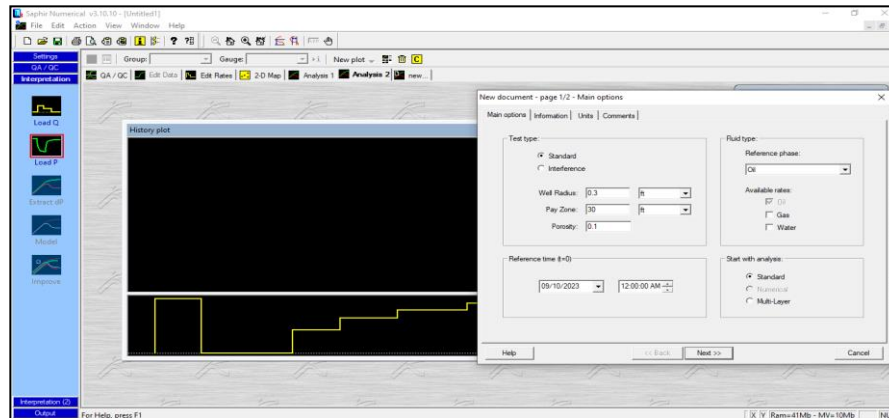 Saphir Numerical v3.10.10 - [Untitled1]
File Edit Action View Window Help
Settings
QA / QC
Interpretation
Group: Gauge: New plot
QA / QC Edit Data Edit Rates 2-D Map Analysis 1 Analysis 2 new...
Load Q
Load P
Extract dP
Model
Improve
Interpretation (2)
Output
History plot
New document - page 1/2 - Main options
Main options Information Units Comments
Test type:
Standard
Interference
Well Radius: 0.3 ft
Pay Zone: 30 ft
Porosity: 0.1
Fluid type:
Reference phase:
Oil
Available rates:
Oil
Gas
Water
Reference time (t=0)
09/10/2023 12:00:00 AM
Start with analysis:
Standard
Numerical
Multi-Layer
Help << Back Next >> Cancel
For Help, press F1
X Y Ram=41Mb - MV=10Mb NU